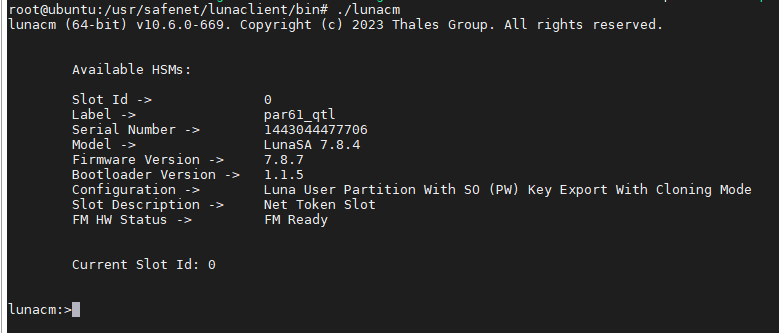 root@ubuntu:/usr/safenet/lunaclient/bin# ./lunacm
lunacm (64-bit) v10.6.0-669. Copyright (c) 2023 Thales Group. All rights reserved.
Available HSMs:
Slot Id -> 0
Label -> par61_qtl
Serial Number -> 1443044477706
Model -> LunaSA 7.8.4
Firmware Version -> 7.8.7
Bootloader Version -> 1.1.5
Configuration -> Luna User Partition With SO (PW) Key Export With Cloning Mode
Slot Description -> Net Token Slot
FM HW Status -> FM Ready
Current Slot Id: 0
lunacm:>